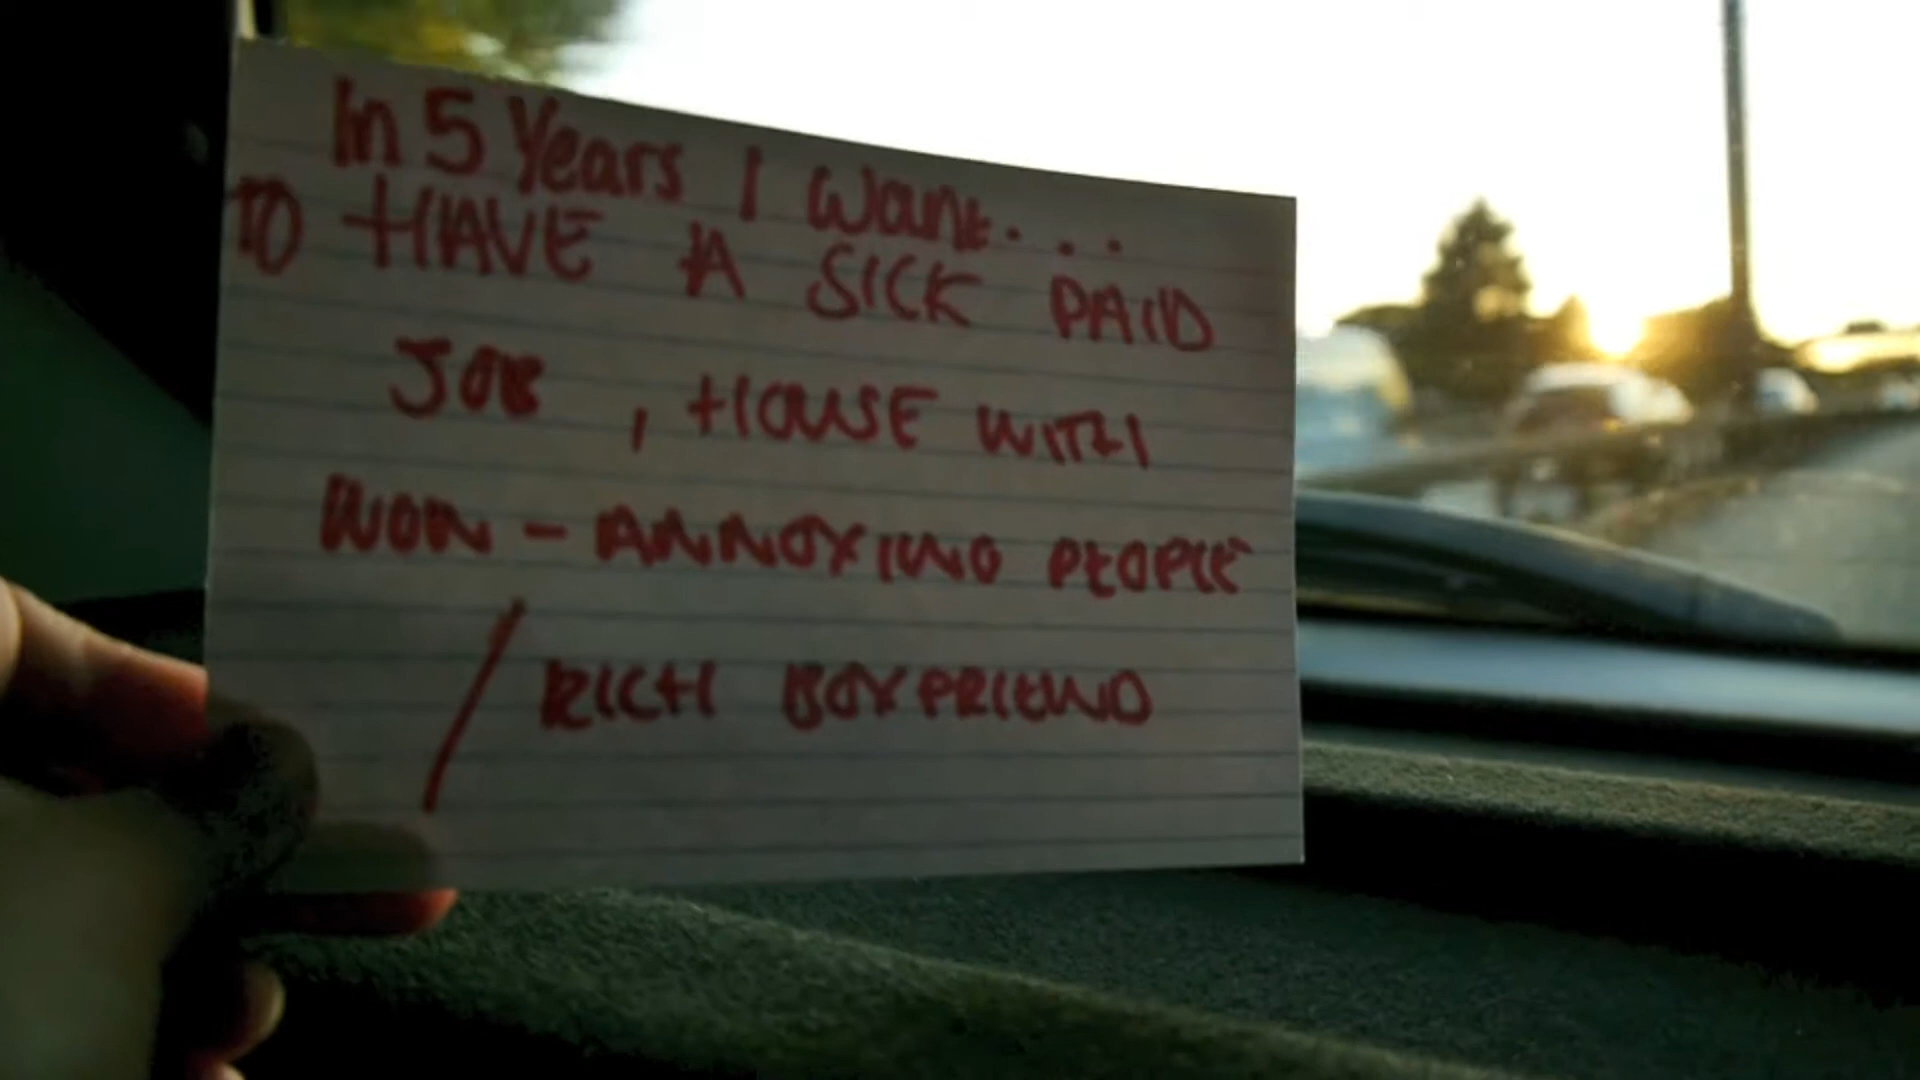 In 5 Years I Want...
TO HAVE A SICK PAID
JOB, HOUSE WITH
NON-ANNOYING PEOPLE
/ RICH BOYFRIEND